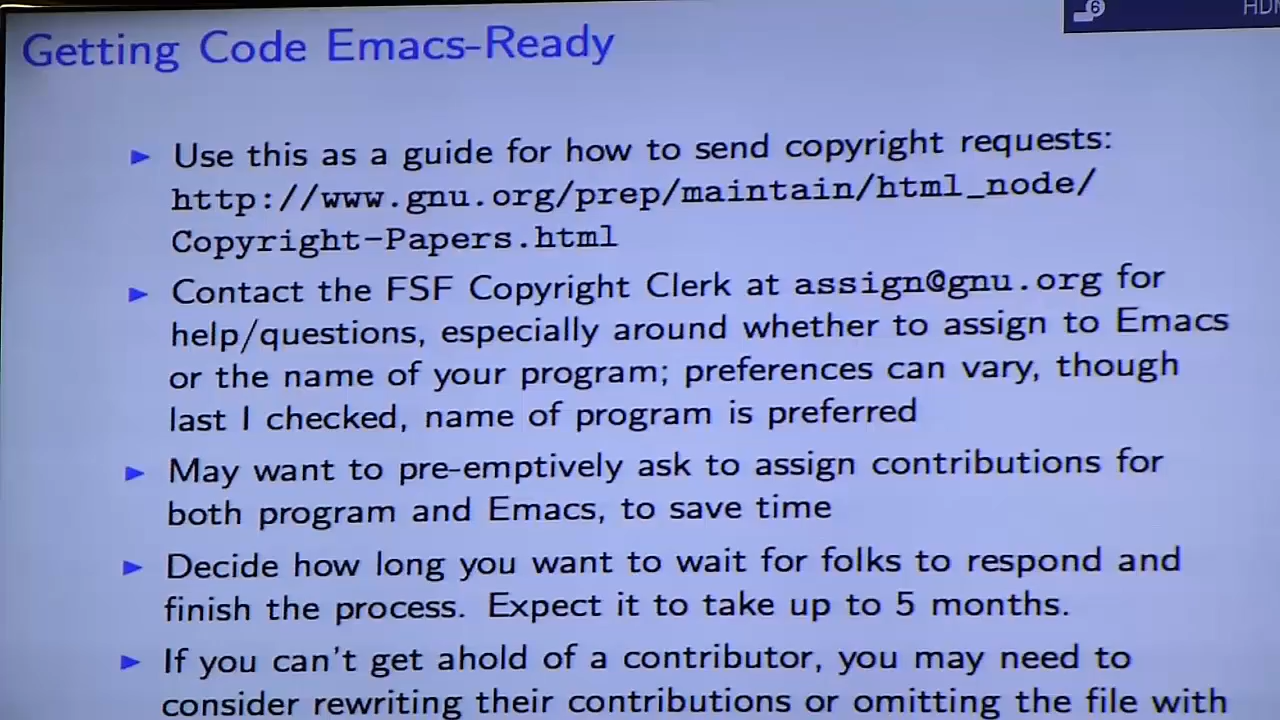 6
HDM
Getting Code Emacs-Ready
► Use this as a guide for how to send copyright requests:
http://www.gnu.org/prep/maintain/html_node/
Copyright-Papers.html
► Contact the FSF Copyright Clerk at assign@gnu.org for
help/questions, especially around whether to assign to Emacs
or the name of your program; preferences can vary, though
last I checked, name of program is preferred
► May want to pre-emptively ask to assign contributions for
both program and Emacs, to save time
► Decide how long you want to wait for folks to respond and
finish the process. Expect it to take up to 5 months.
► If you can't get ahold of a contributor, you may need to
consider rewriting their contributions or omitting the file with